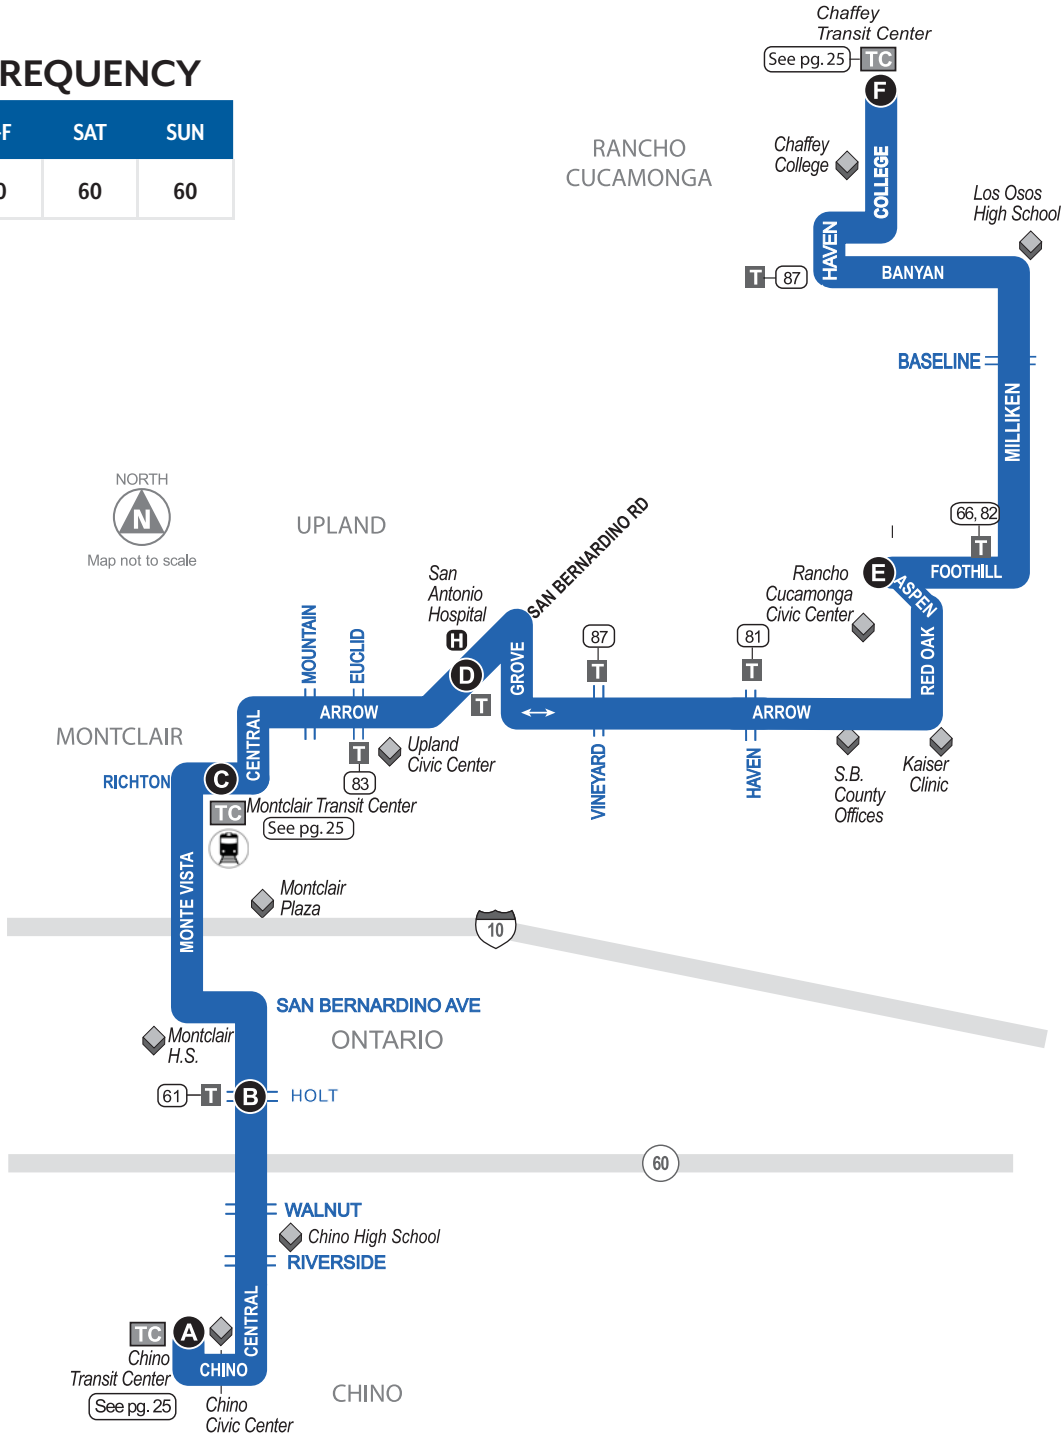 Chaffey
Transit Center
See pg. 25
TC
F
REQUENCY
F
SAT
SUN
0
60
60
RANCHO
CUCAMONGA
Chaffey
College
COLLEGE
Los Osos
High School
HAVEN
T
87
BANYAN
BASELINE
MILLIKEN
NORTH
N
Map not to scale
UPLAND
SAN BERNARDINO RD
66, 82
T
San
Antonio
Hospital
H
D
T
Rancho
Cucamonga
Civic Center
E
ASPEN
FOOTHILL
RED OAK
MOUNTAIN
EUCLID
GROVE
87
T
81
T
ARROW
ARROW
MONTCLAIR
CENTRAL
T
83
Upland
Civic Center
VINEYARD
HAVEN
S.B.
County
Offices
Kaiser
Clinic
RICHTON
C
TC
Montclair Transit Center
See pg. 25
MONTE VISTA
Montclair
Plaza
10
SAN BERNARDINO AVE
ONTARIO
Montclair
H.S.
61
T
B
HOLT
60
WALNUT
Chino High School
RIVERSIDE
CENTRAL
TC
A
Chino
Transit Center
See pg. 25
CHINO
Chino
Civic Center
CHINO